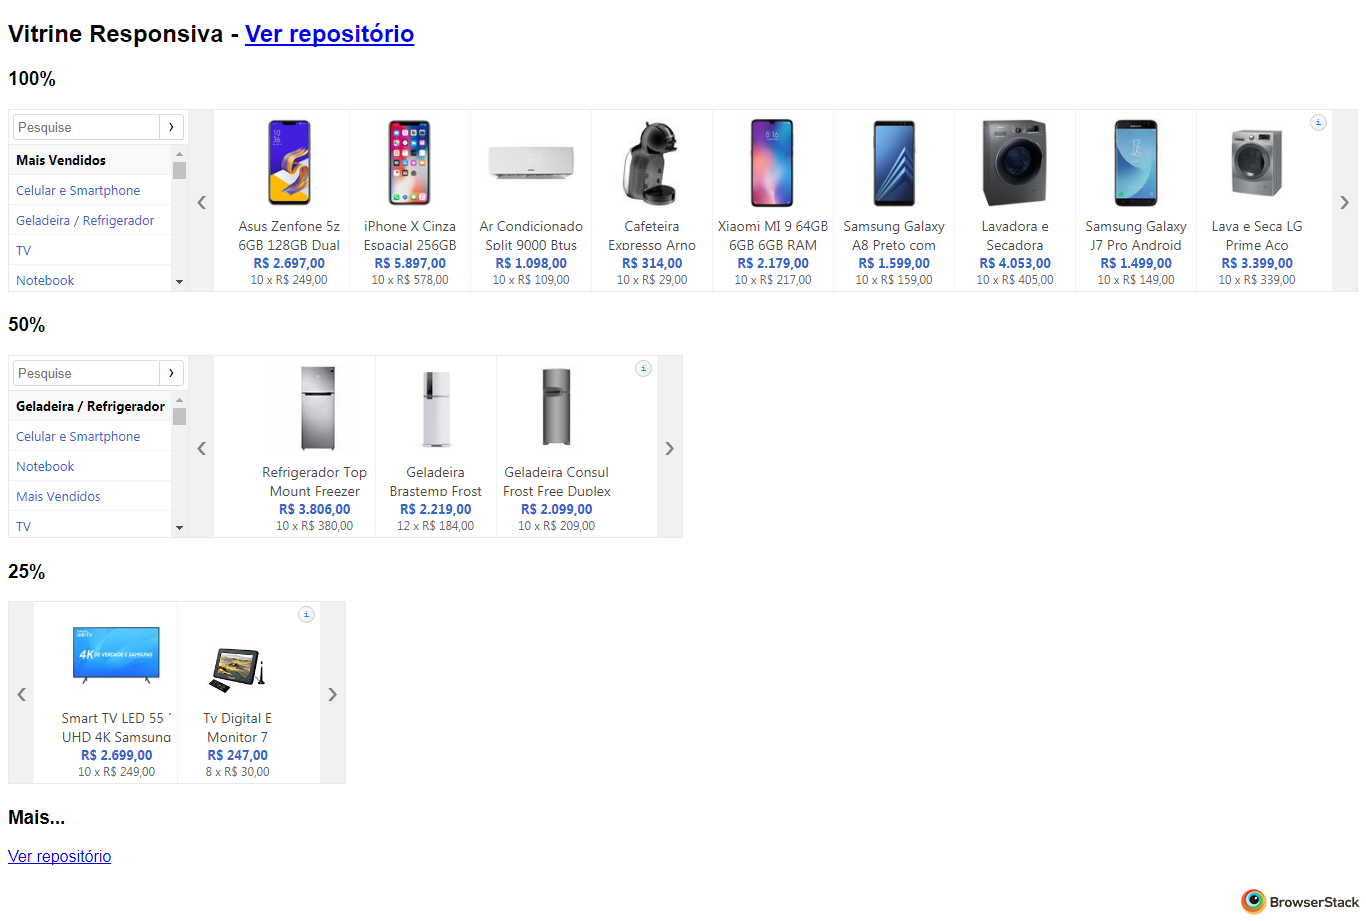 Vitrine Responsiva - Ver repositório
100%
Pesquise
Mais Vendidos
Celular e Smartphone
Geladeira / Refrigerador
TV
Notebook
Asus Zenfone 5z
6GB 128GB Dual
R$ 2.697,00
10 x R$ 249,00
iPhone X Cinza
Espacial 256GB
R$ 5.897,00
10 x R$ 578,00
Ar Condicionado
Split 9000 Btus
R$ 1.098,00
10 x R$ 109,00
Cafeteira
Expresso Arno
R$ 314,00
10 x R$ 29,00
Xiaomi MI 9 64GB
6GB 6GB RAM
R$ 2.179,00
10 x R$ 217,00
Samsung Galaxy
A8 Preto com
R$ 1.599,00
10 x R$ 159,00
Lavadora e
Secadora
R$ 4.053,00
10 x R$ 405,00
Samsung Galaxy
J7 Pro Android
R$ 1.499,00
10 x R$ 149,00
Lava e Seca LG
Prime Aco
R$ 3.399,00
10 x R$ 339,00
50%
Pesquise
Geladeira / Refrigerador
Celular e Smartphone
Notebook
Mais Vendidos
TV
Refrigerador Top
Mount Freezer
R$ 3.806,00
10 x R$ 380,00
Geladeira
Brastemp Frost
R$ 2.219,00
12 x R$ 184,00
Geladeira Consul
Frost Free Duplex
R$ 2.099,00
10 x R$ 209,00
25%
4K DE VERDADE É SAMSUNG
Smart TV LED 55
UHD 4K Samsung
R$ 2.699,00
10 x R$ 249,00
Tv Digital E
Monitor 7
R$ 247,00
8 x R$ 30,00
Mais...
Ver repositório
BrowserStack